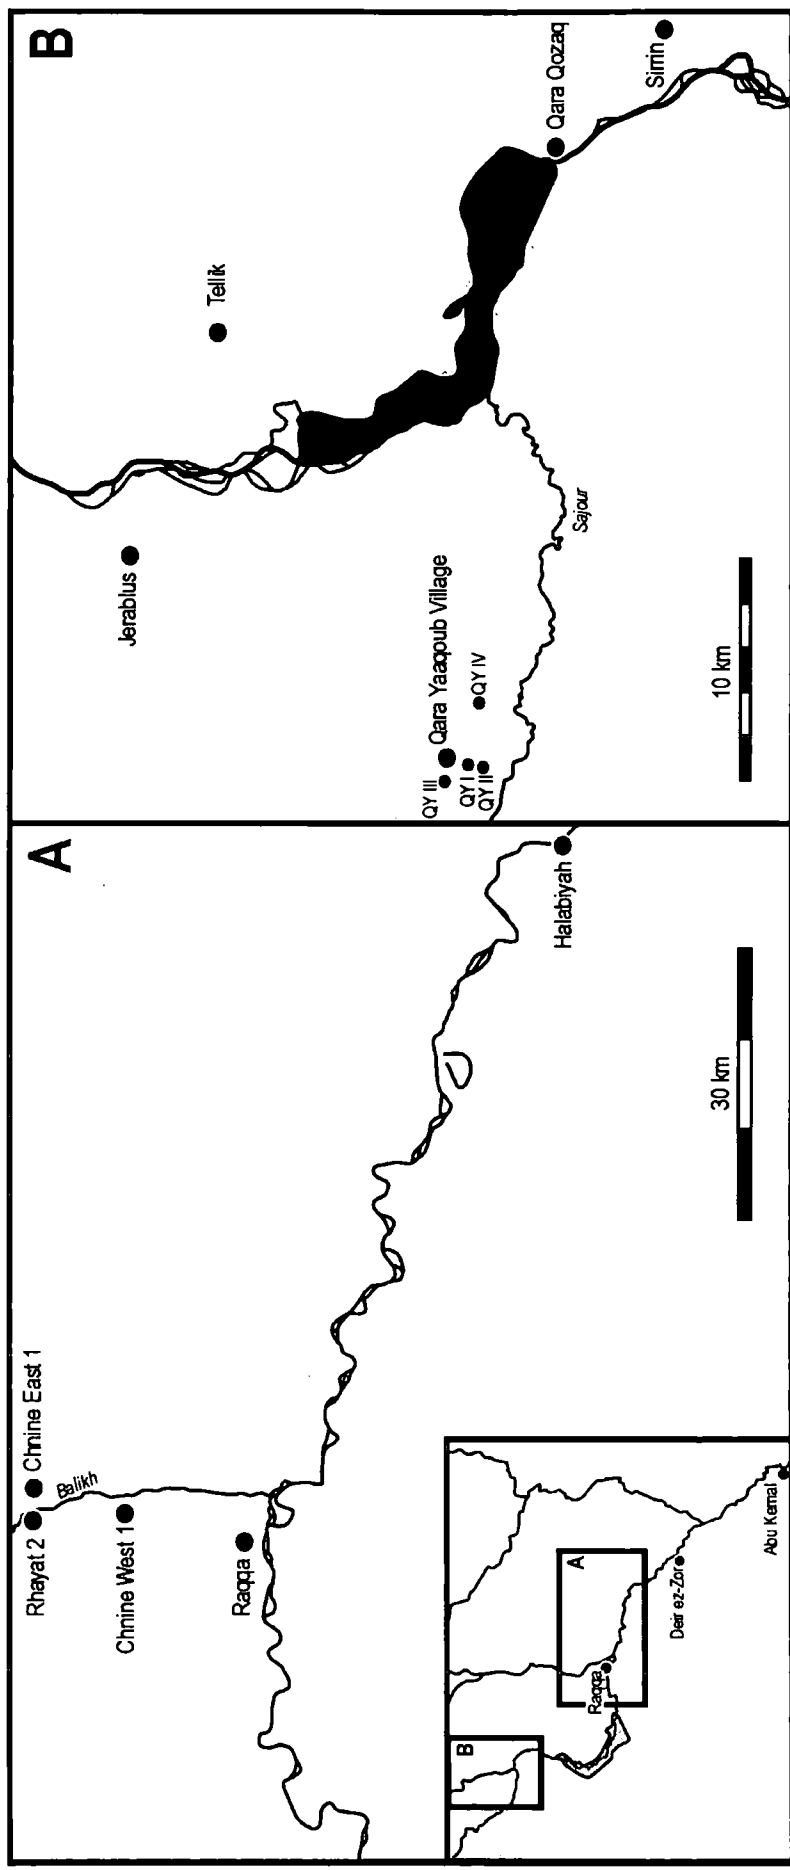 A
Rhayat 2
Chnine East 1
Balikh
Chnine West 1
Raqqa
Halabiyah
30 km
B
A
Raqqa
Deir ez-Zor
Abu Kemal
B
Jerablus
Tellik
Qara Yaaqoub Village
QY III
QY I
QY II
QY IV
Sajour
Qara Qozaq
Sirrin
10 km